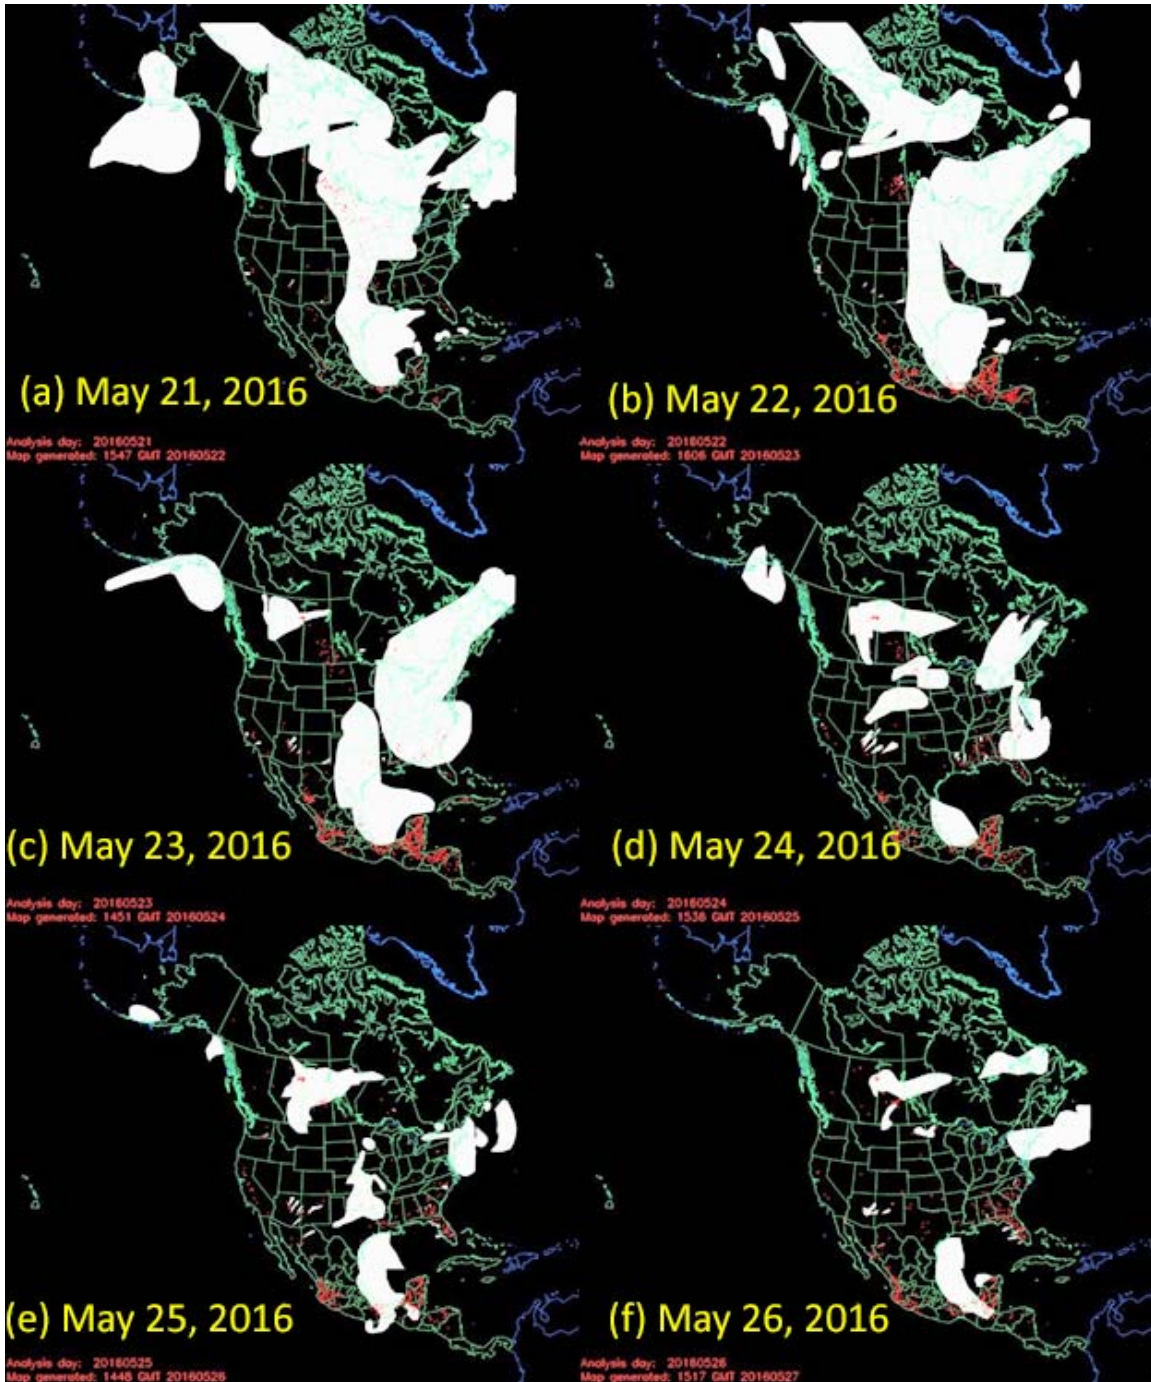 (a) May 21, 2016
(b) May 22, 2016
Analysis day: 20160521
Map generated: 1547 GMT 20160522
Analysis day: 20160522
Map generated: 1606 GMT 20160523
(c) May 23, 2016
(d) May 24, 2016
Analysis day: 20160523
Map generated: 1451 GMT 20160524
Analysis day: 20160524
Map generated: 1536 GMT 20160525
(e) May 25, 2016
(f) May 26, 2016
Analysis day: 20160525
Map generated: 1448 GMT 20160526
Analysis day: 20160526
Map generated: 1517 GMT 20160527